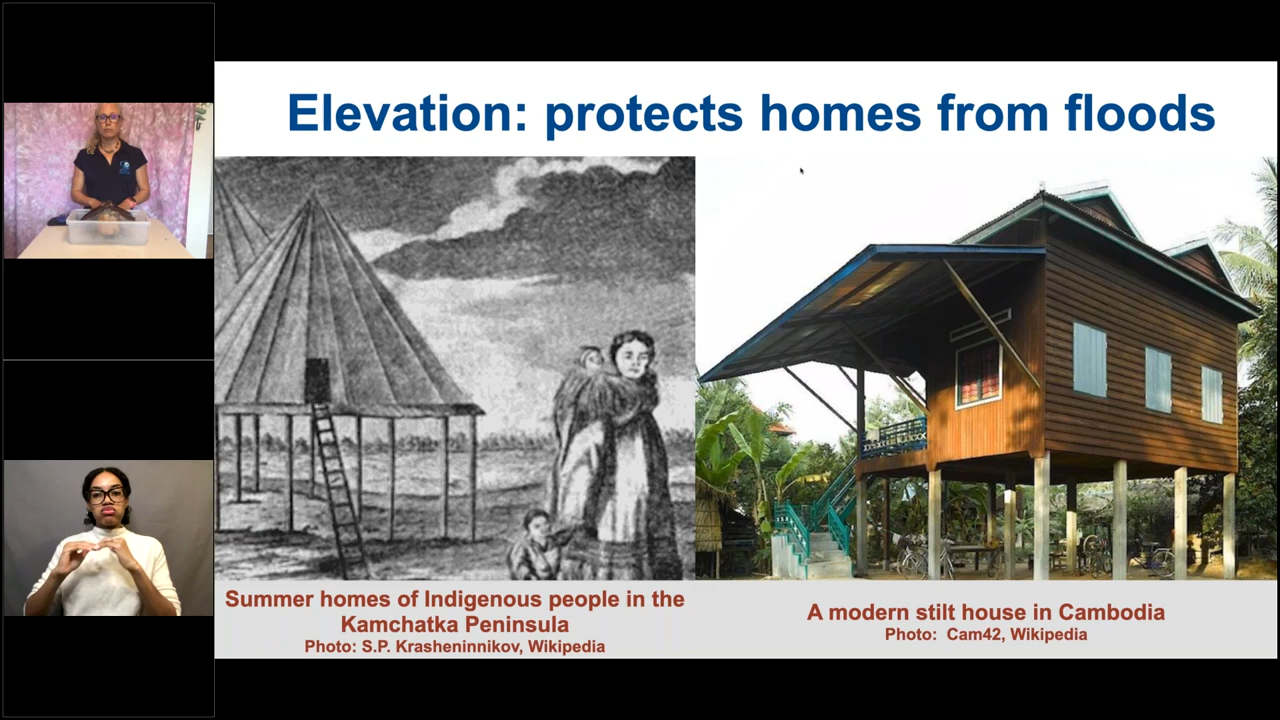 Elevation: protects homes from floods
Summer homes of Indigenous people in the
Kamchatka Peninsula
Photo: S.P. Krasheninnikov, Wikipedia
A modern stilt house in Cambodia
Photo: Cam42, Wikipedia